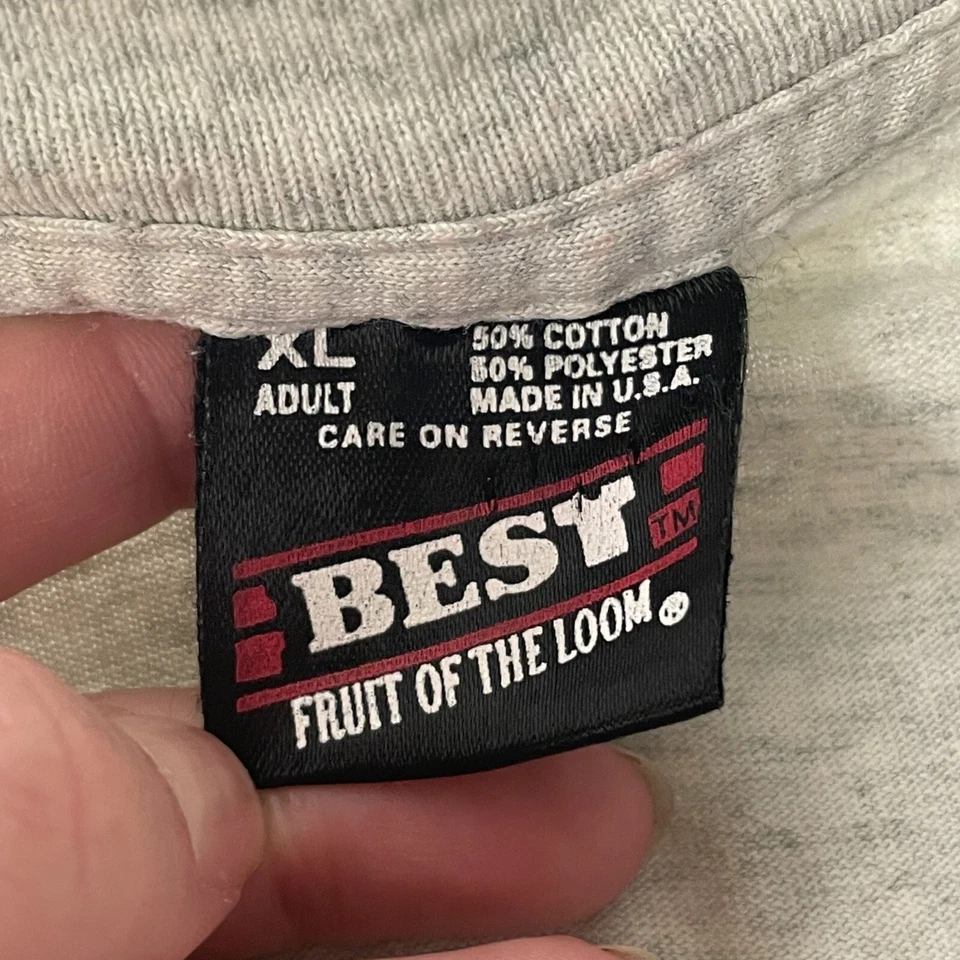 XL
ADULT
50% COTTON
50% POLYESTER
MADE IN U.S.A.
CARE ON REVERSE
BEST
TM
FRUIT OF THE LOOM®